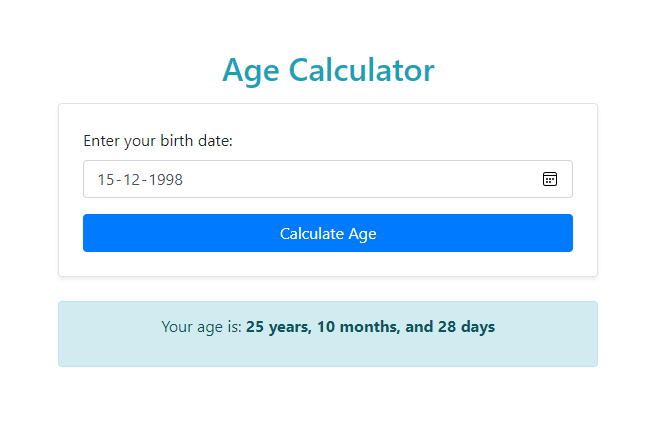 Age Calculator
Enter your birth date:
15-12-1998
Calculate Age
Your age is: 25 years, 10 months, and 28 days